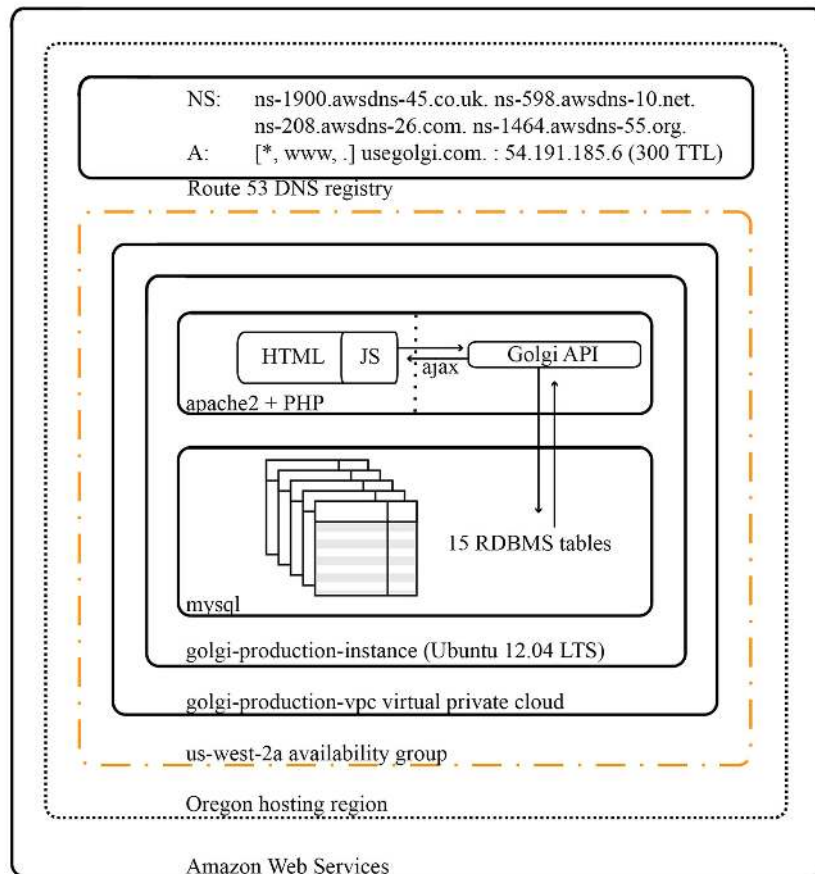 NS: ns-1900.awsdns-45.co.uk. ns-598.awsdns-10.net.
ns-208.awsdns-26.com. ns-1464.awsdns-55.org.
A: [*, www, .] usegolgi.com. : 54.191.185.6 (300 TTL)
Route 53 DNS registry
HTML JS Golgi API
ajax
apache2 + PHP
15 RDBMS tables
mysql
golgi-production-instance (Ubuntu 12.04 LTS)
golgi-production-vpc virtual private cloud
us-west-2a availability group
Oregon hosting region
Amazon Web Services